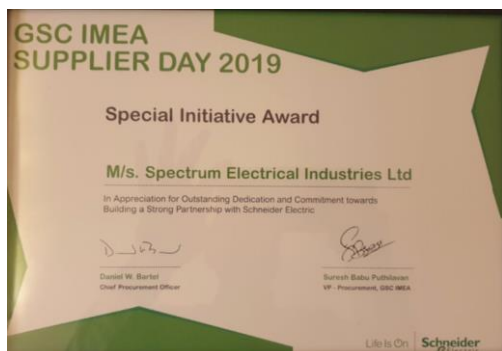 GSC IMEA
SUPPLIER DAY 2019
Special Initiative Award
M/s. Spectrum Electrical Industries Ltd
In Appreciation for Outstanding Dedication and Commitment towards
Building a Strong Partnership with Schneider Electric
Daniel W. Bartel
Chief Procurement Officer
Suresh Babu Puthilavan
VP - Procurement, GSC IMEA
Life Is On
Schneider